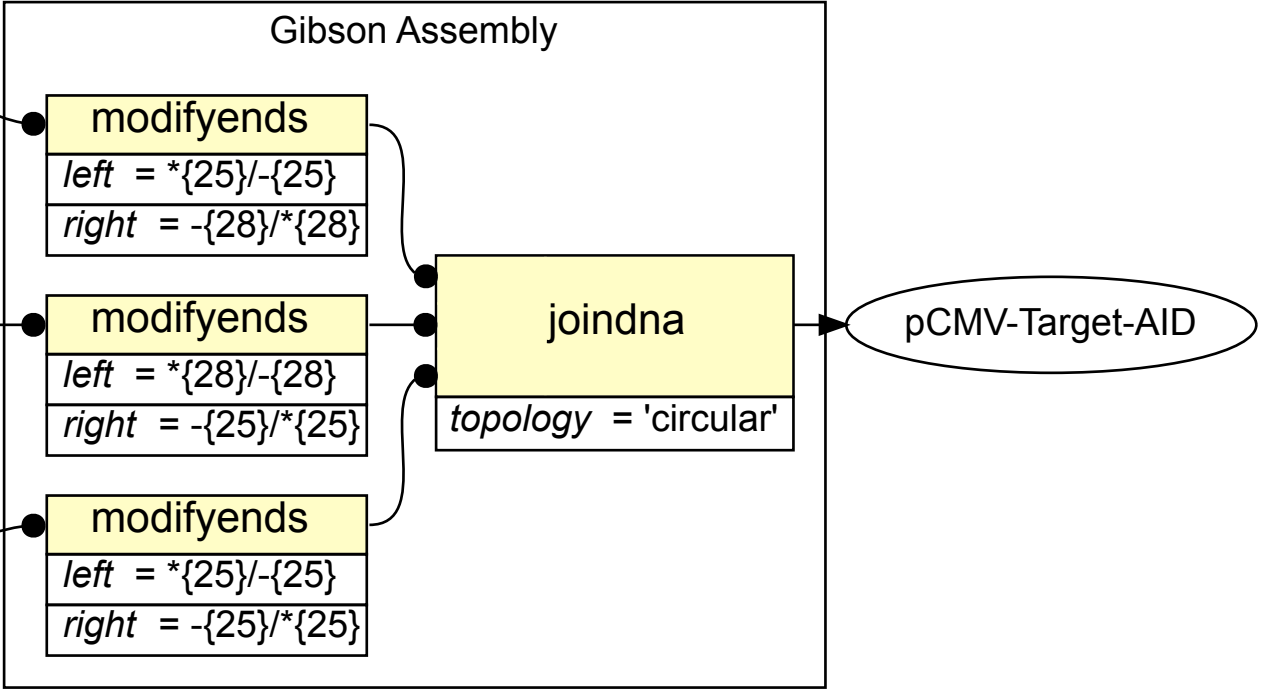 Gibson Assembly
modifyends
left = *{25}/-{25}
right = -{28}/*{28}
modifyends
left = *{28}/-{28}
right = -{25}/*{25}
modifyends
left = *{25}/-{25}
right = -{25}/*{25}
joindna
topology = 'circular'
pCMV-Target-AID